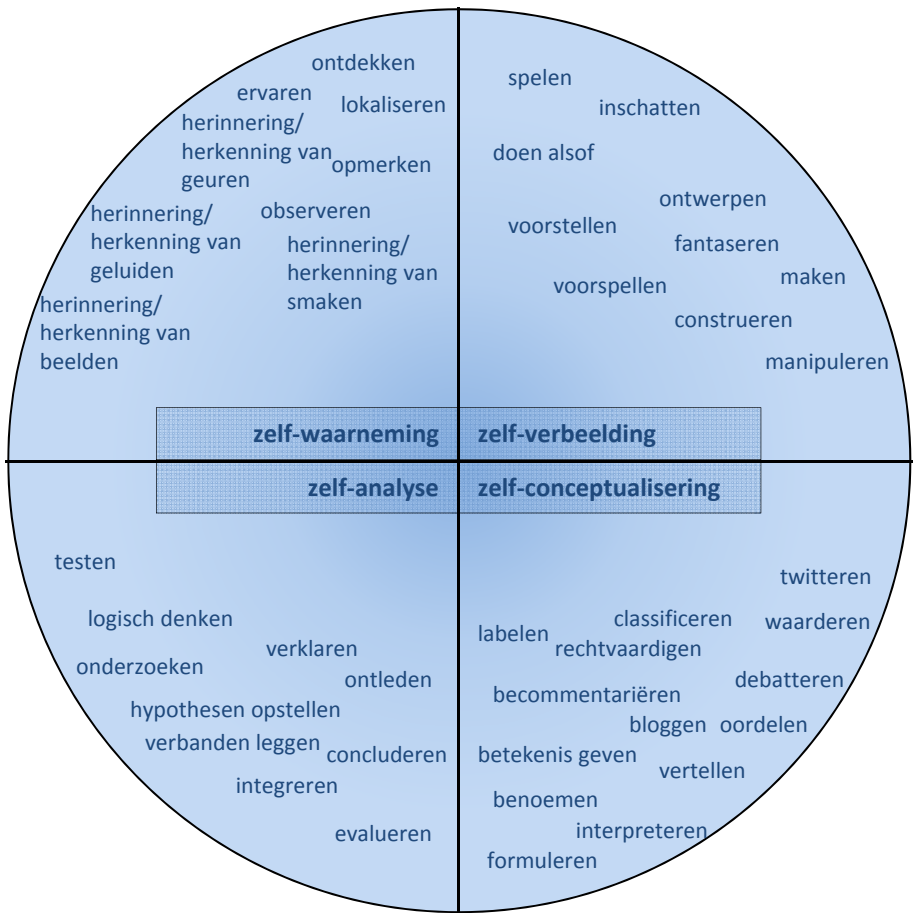 ontdekken
ervaren
lokaliseren
herinnering/
herkenning van
geuren
opmerken
herinnering/
herkenning van
geluiden
observeren
herinnering/
herkenning van
smaken
herinnering/
herkenning van
beelden
zelf-waarneming
spelen
inschatten
doen alsof
ontwerpen
voorstellen
fantaseren
maken
voorspellen
construeren
manipuleren
zelf-verbeelding
zelf-analyse
testen
logisch denken
verklaren
onderzoeken
ontleden
hypothesen opstellen
verbanden leggen
concluderen
integreren
evalueren
zelf-conceptualisering
twitteren
classificeren
waarderen
labelen
rechtvaardigen
debatteren
becommentariëren
bloggen
oordelen
betekenis geven
vertellen
benoemen
interpreteren
formuleren